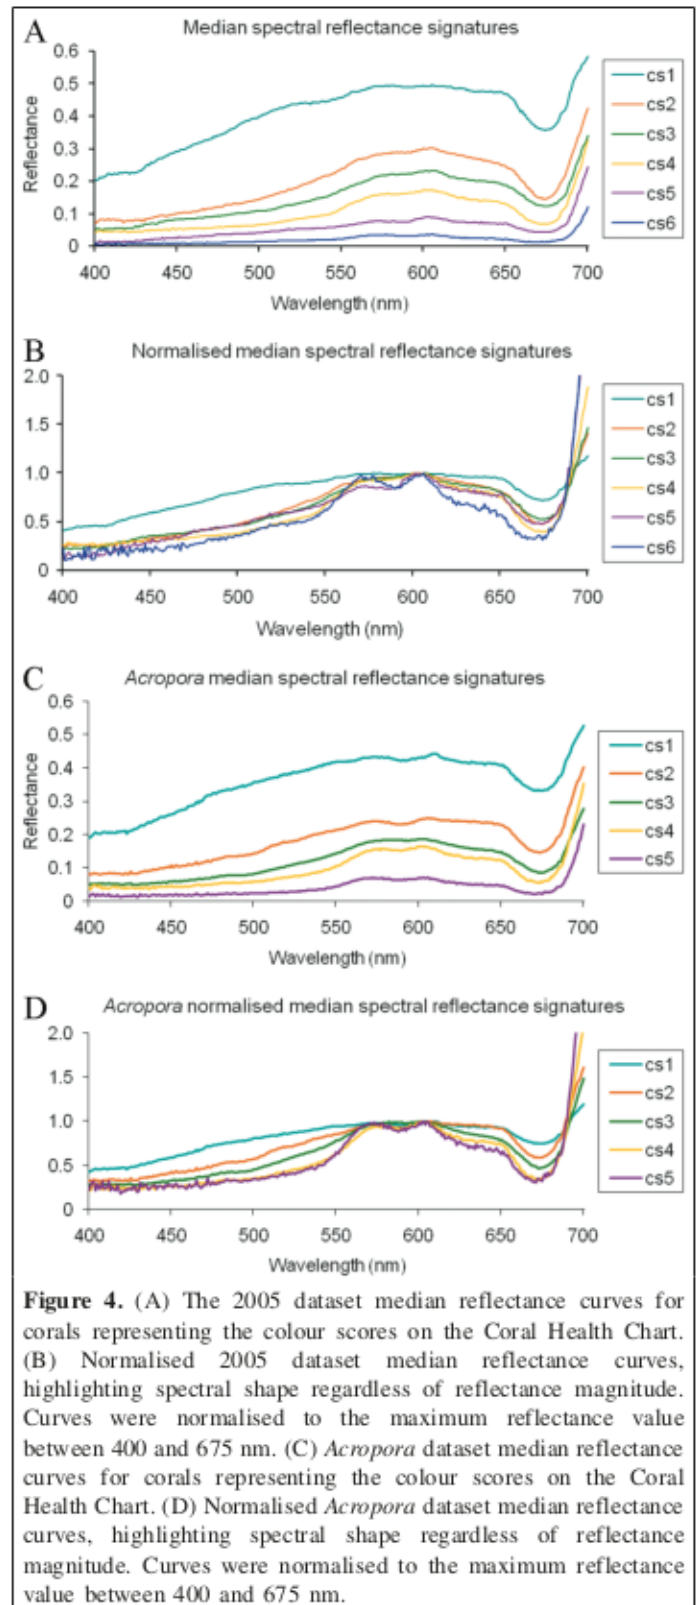 A
Median spectral reflectance signatures
0.6
0.5
0.4
0.3
0.2
0.1
0
Reflectance
400 450 500 550 600 650 700
Wavelength (nm)
cs1
cs2
cs3
cs4
cs5
cs6
B
Normalised median spectral reflectance signatures
2.0
1.5
1.0
0.5
0
400 450 500 550 600 650 700
Wavelength (nm)
cs1
cs2
cs3
cs4
cs5
cs6
C
Acropora median spectral reflectance signatures
0.6
0.5
0.4
0.3
0.2
0.1
0
Reflectance
400 450 500 550 600 650 700
Wavelength (nm)
cs1
cs2
cs3
cs4
cs5
D
Acropora normalised median spectral reflectance signatures
2.0
1.5
1.0
0.5
0
400 450 500 550 600 650 700
Wavelength (nm)
cs1
cs2
cs3
cs4
cs5
Figure 4. (A) The 2005 dataset median reflectance curves for
corals representing the colour scores on the Coral Health Chart.
(B) Normalised 2005 dataset median reflectance curves,
highlighting spectral shape regardless of reflectance magnitude.
Curves were normalised to the maximum reflectance value
between 400 and 675 nm. (C) Acropora dataset median reflectance
curves for corals representing the colour scores on the Coral
Health Chart. (D) Normalised Acropora dataset median reflectance
curves, highlighting spectral shape regardless of reflectance
magnitude. Curves were normalised to the maximum reflectance
value between 400 and 675 nm.